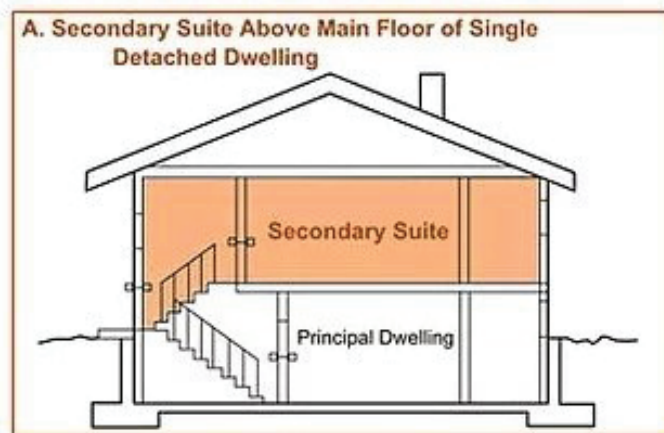 A. Secondary Suite Above Main Floor of Single
Detached Dwelling
Secondary Suite
Principal Dwelling